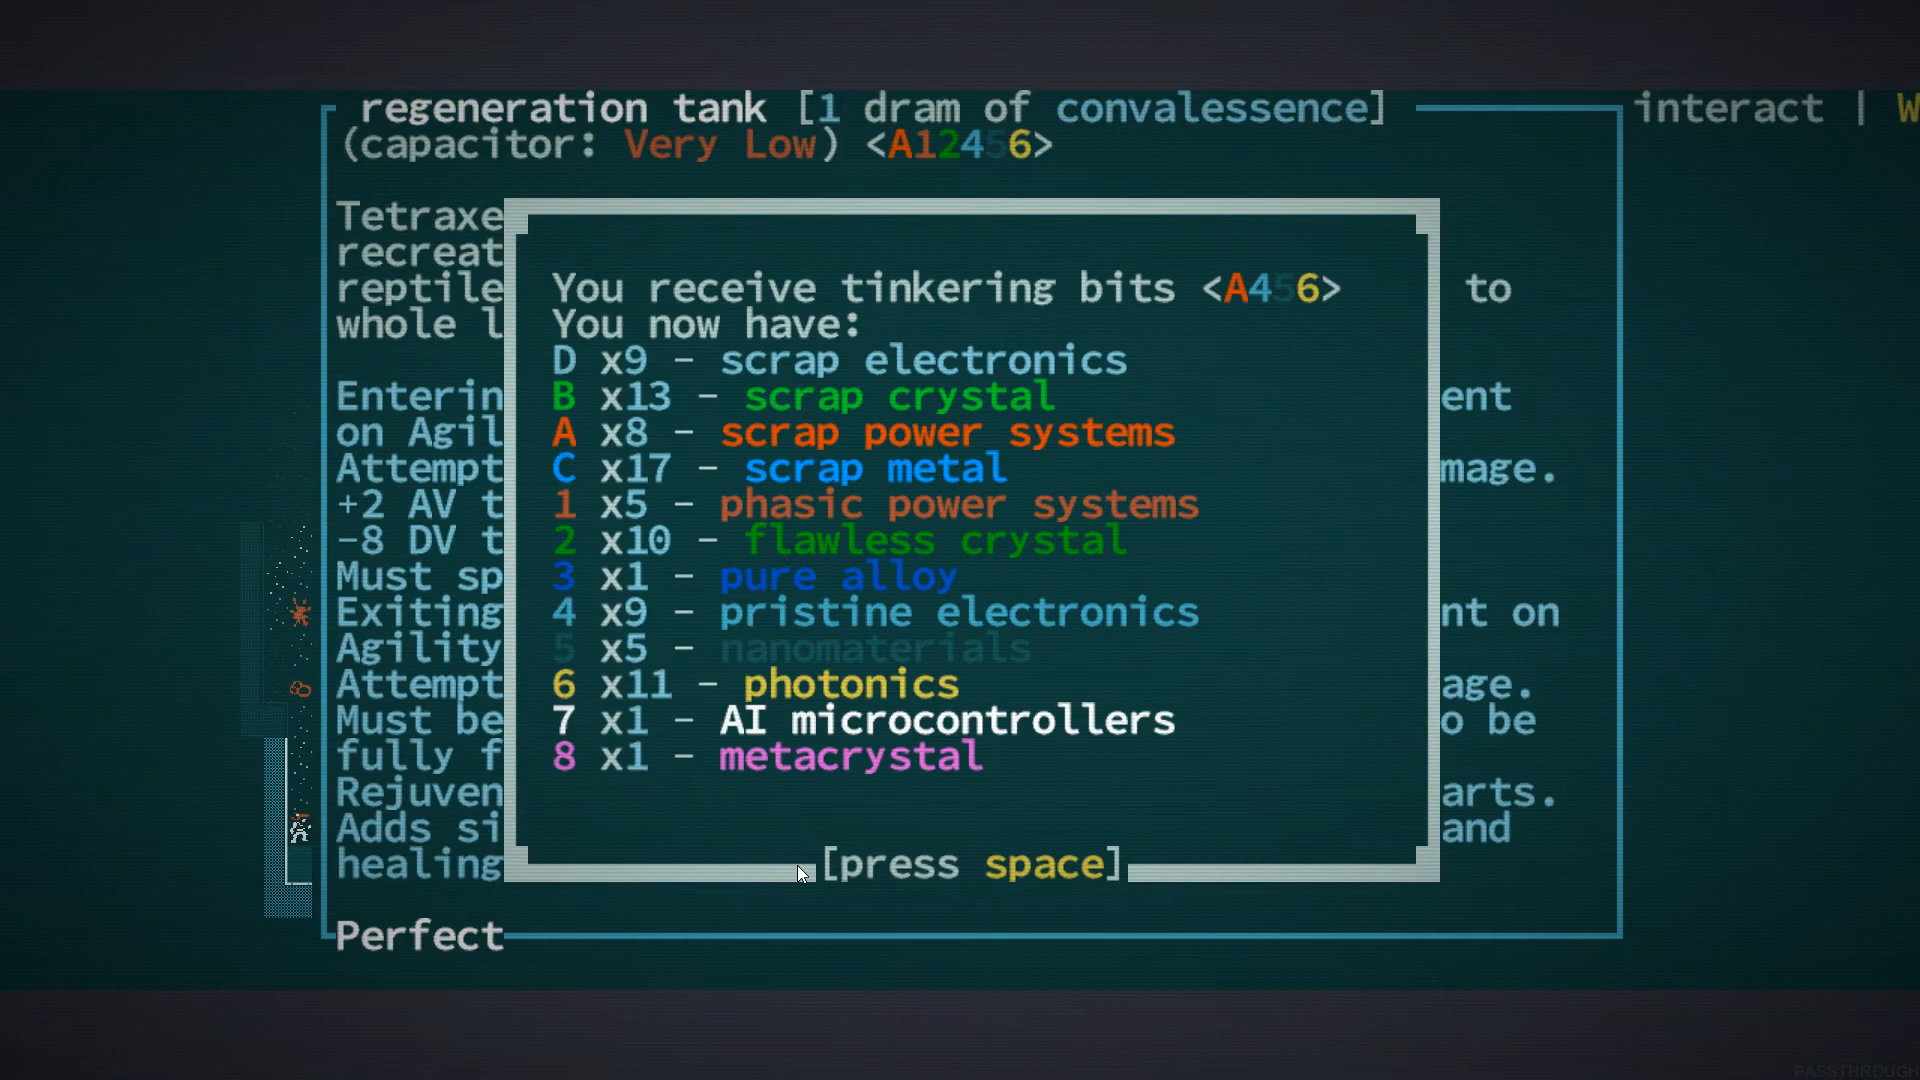 regeneration tank [1 dram of convalessence]
interact | W
(capacitor: Very Low) <A12456>
Tetraxe
recreat
reptile to
whole l
Enterin ent
on Agil
Attempt mage.
+2 AV t
-8 DV t
Must sp
Exiting nt on
Agility
Attempt age.
Must be o be
fully f
Rejuven arts.
Adds si and
healing
Perfect
You receive tinkering bits <A456>
You now have:
D x9 - scrap electronics
B x13 - scrap crystal
A x8 - scrap power systems
C x17 - scrap metal
1 x5 - phasic power systems
2 x10 - flawless crystal
3 x1 - pure alloy
4 x9 - pristine electronics
5 x5 - nanomaterials
6 x11 - photonics
7 x1 - AI microcontrollers
8 x1 - metacrystal
[press space]
PASSTHROUGH